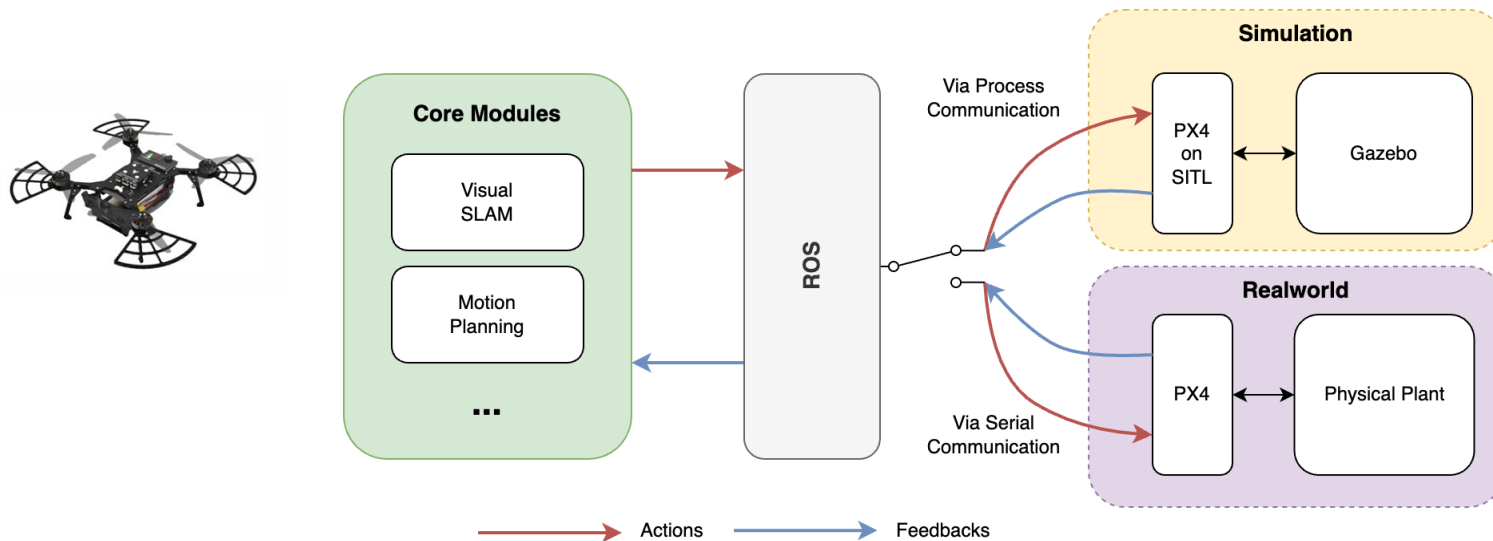 Simulation
Via Process
Communication
Core Modules
PX4
on
SITL
Gazebo
Visual
SLAM
ROS
Motion
Planning
...
Realworld
PX4
Physical Plant
Via Serial
Communication
Actions
Feedbacks